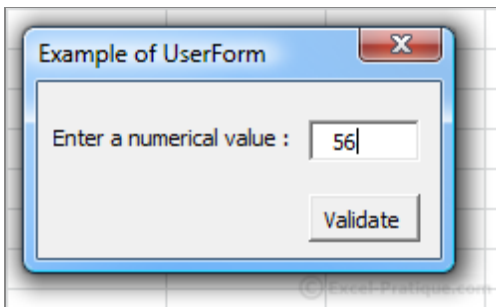 Example of UserForm
Enter a numerical value : 56
Validate
© Excel-Pratique.com